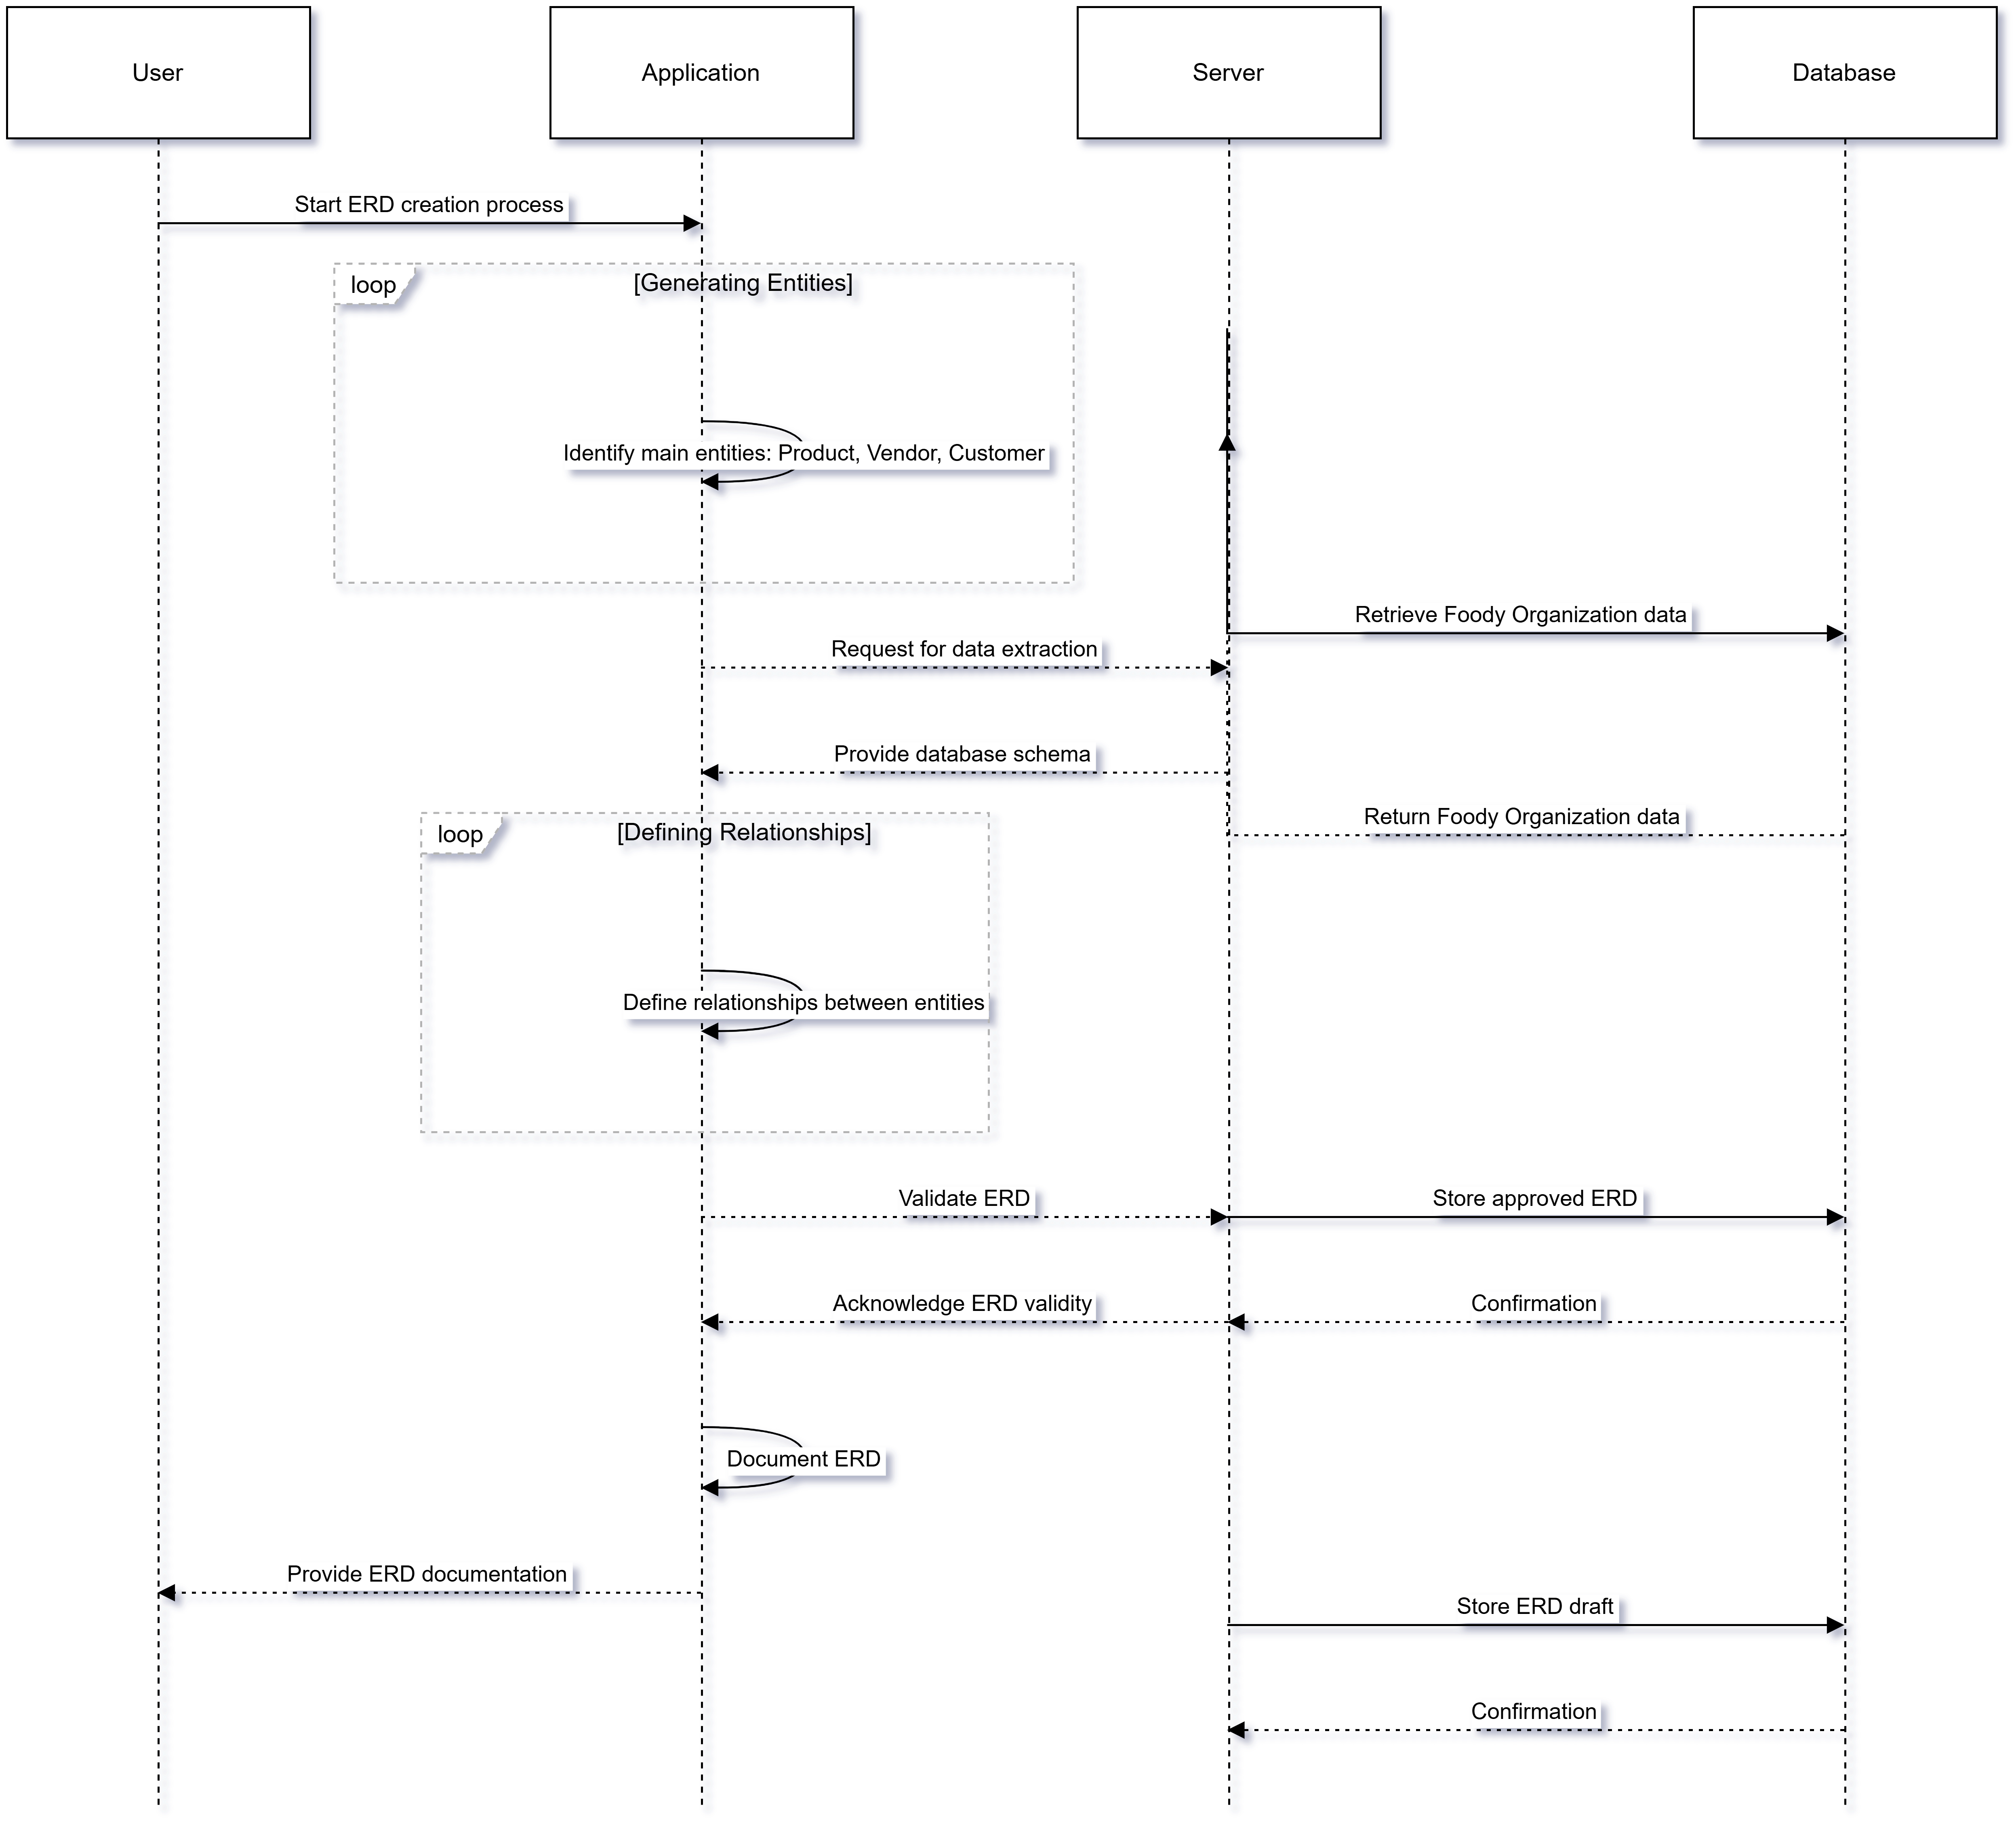 User
Application
Server
Database
Start ERD creation process
loop
[Generating Entities]
Identify main entities: Product, Vendor, Customer
Retrieve Foody Organization data
Request for data extraction
Provide database schema
Return Foody Organization data
loop
[Defining Relationships]
Define relationships between entities
Validate ERD
Store approved ERD
Acknowledge ERD validity
Confirmation
Document ERD
Provide ERD documentation
Store ERD draft
Confirmation